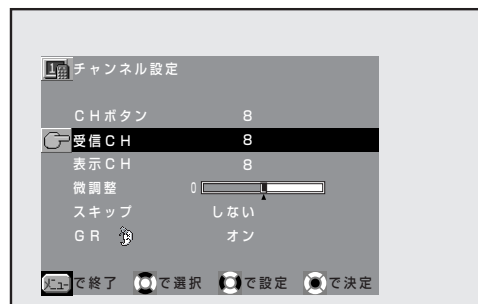 1 チャンネル設定
CHボタン 8
受信CH 8
表示CH 8
微調整 0
スキップ しない
GR オン
メニューで終了 で選択 で設定 で決定